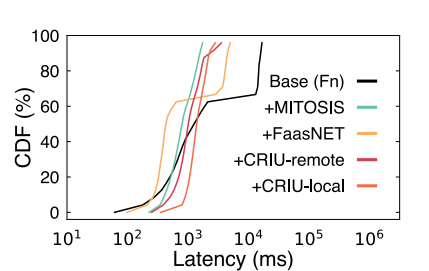 CDF (%)
100
80
60
40
20
0
Base (Fn)
+MITOSIS
+FaasNET
+CRIU-remote
+CRIU-local
10¹ 10² 10³ 10⁴ 10⁵ 10⁶
Latency (ms)